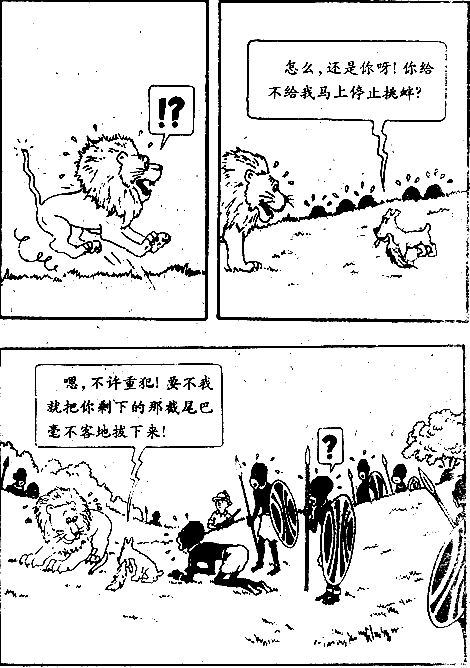 !?
怎么,还是你呀!你给
不给我马上停止挑衅?
嗯,不许重犯!要不我
就把你剩下的那截尾巴
毫不客地拔下来!
?